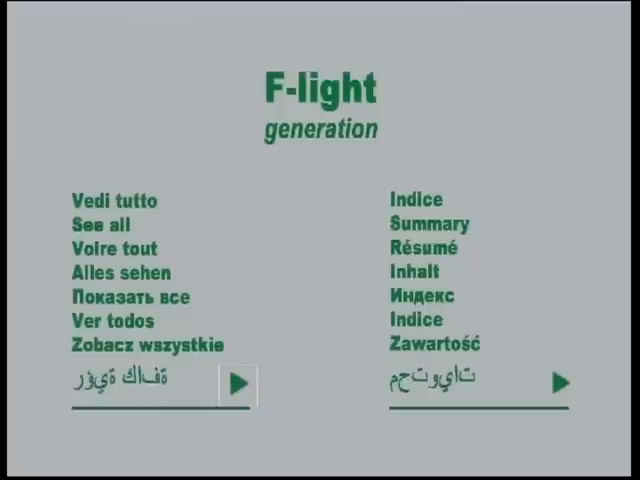 F-light
generation
Vedi tutto
See all
Voire tout
Alles sehen
Показать все
Ver todos
Zobacz wszystkie
رؤية كافة
Indice
Summary
Résumé
Inhalt
Индекс
Indice
Zawartość
محتويات